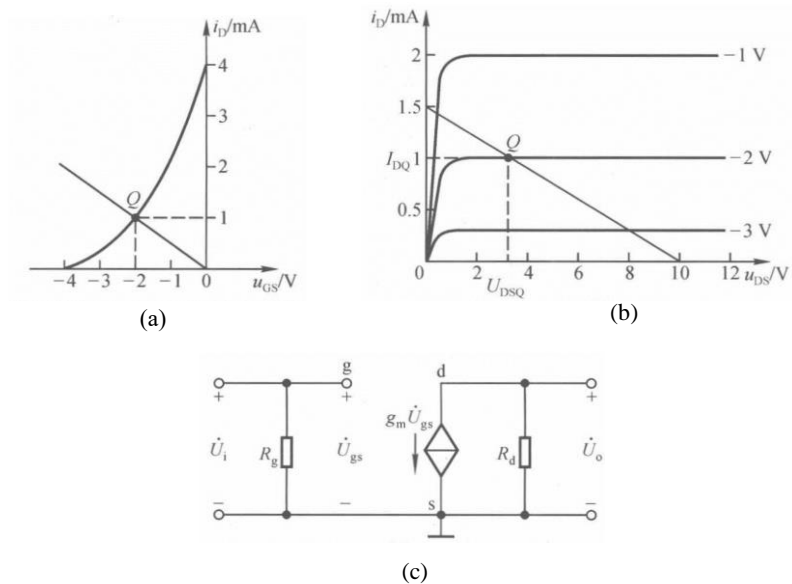 i_D/mA
4
3
2
Q
1
−4 −3 −2 −1 0 u_GS/V
(a)
i_D/mA
2
−1 V
1.5
Q
I_DQ 1
−2 V
0.5
−3 V
0 2 4 6 8 10 u_DS/V 12
U_DSQ
(b)
g d
+ + +
g_m U̇_gs
U̇_i R_g U̇_gs R_d U̇_o
− − s −
(c)